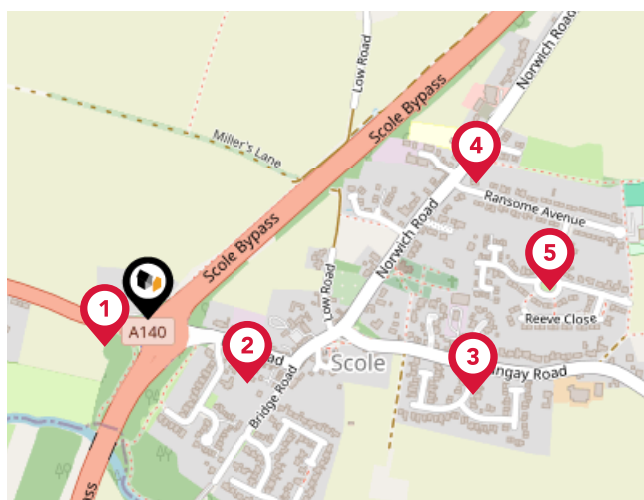 Low Road
Norwich Road
Scole Bypass
Miller's Lane
4
Ransome Avenue
Scole Bypass
Norwich Road
5
Low Road
1
A140
Reeve Close
2
Scole
3
Bridge Road